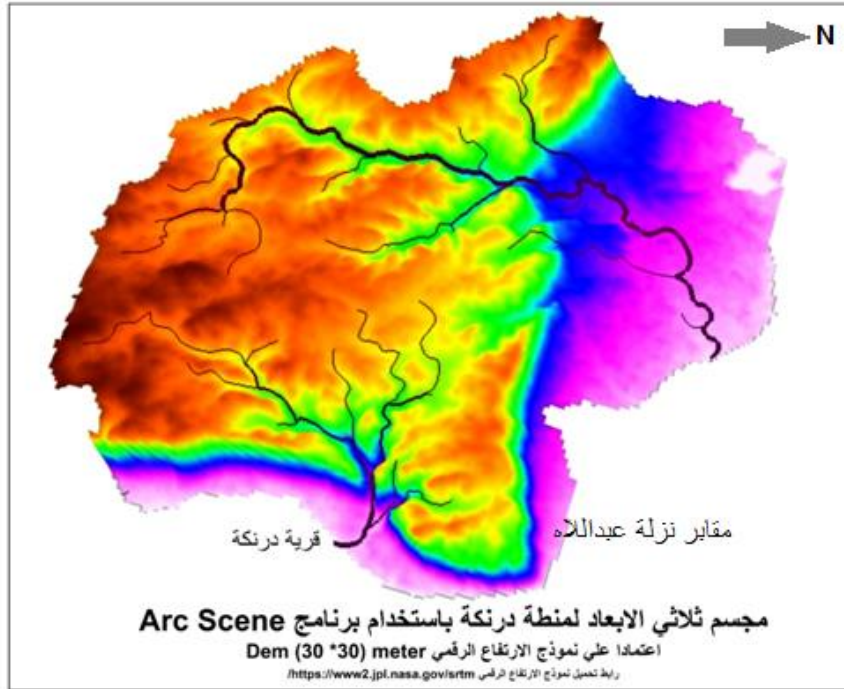 N
مقابر نزلة عبداللاه
قرية درنكة
مجسم ثلاثي الابعاد لمنطة درنكة باستخدام برنامج Arc Scene
اعتمادا علي نموذج الارتفاع الرقمي Dem (30 *30) meter
رابط تحميل نموذج الارتفاع الرقمي https://www2.jpl.nasa.gov/srtm/